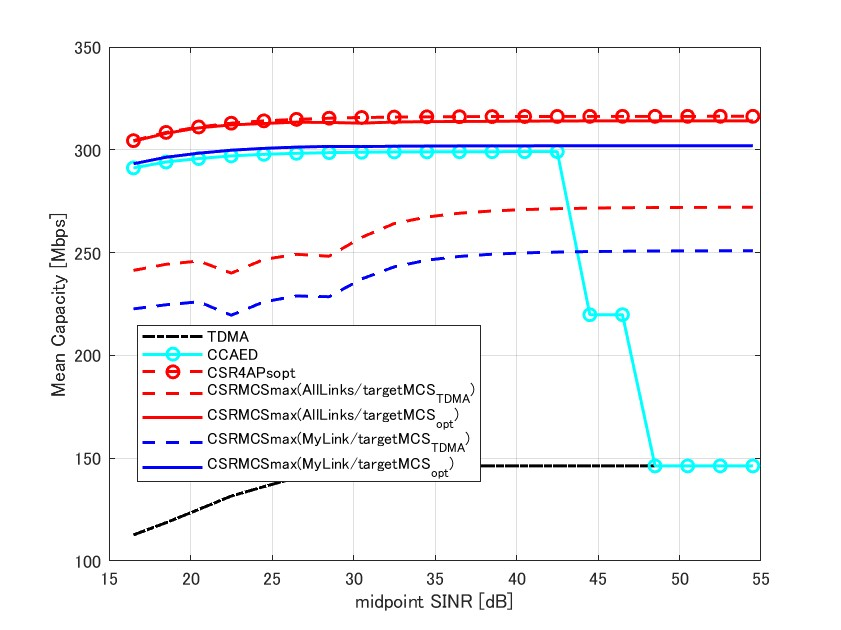 350
300
250
200
150
100
Mean Capacity [Mbps]
TDMA
CCAED
CSR4APsopt
CSRMCSmax(AllLinks/targetMCS_TDMA)
CSRMCSmax(AllLinks/targetMCS_opt)
CSRMCSmax(MyLink/targetMCS_TDMA)
CSRMCSmax(MyLink/targetMCS_opt)
15 20 25 30 35 40 45 50 55
midpoint SINR [dB]